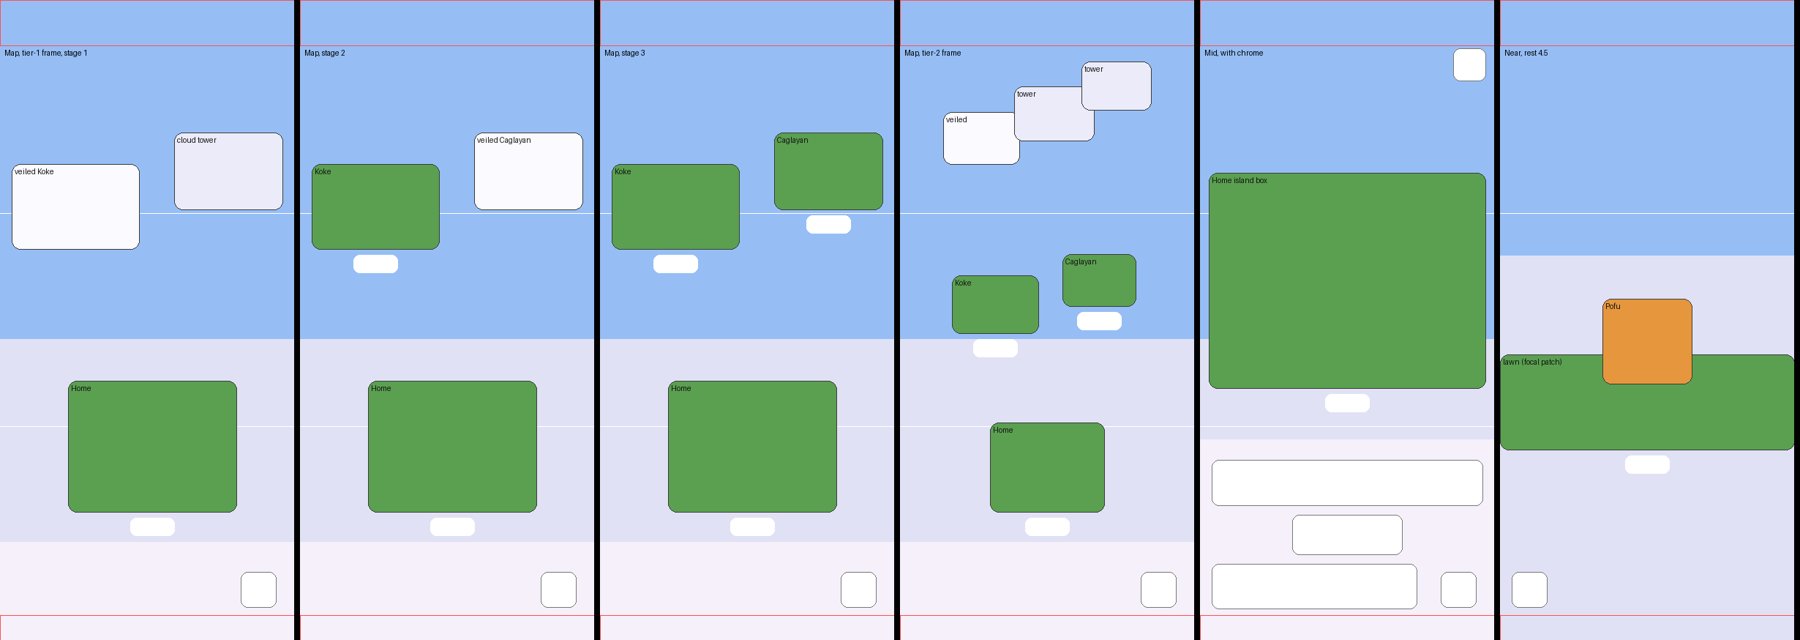 Map, tier-1 frame, stage 1
cloud tower
veiled Koke
Home
Map, stage 2
veiled Caglayan
Koke
Home
Map, stage 3
Caglayan
Koke
Home
Map, tier-2 frame
tower
tower
veiled
Caglayan
Koke
Home
Mid, with chrome
Home island box
Near, rest 4.5
Pofu
lawn (focal patch)